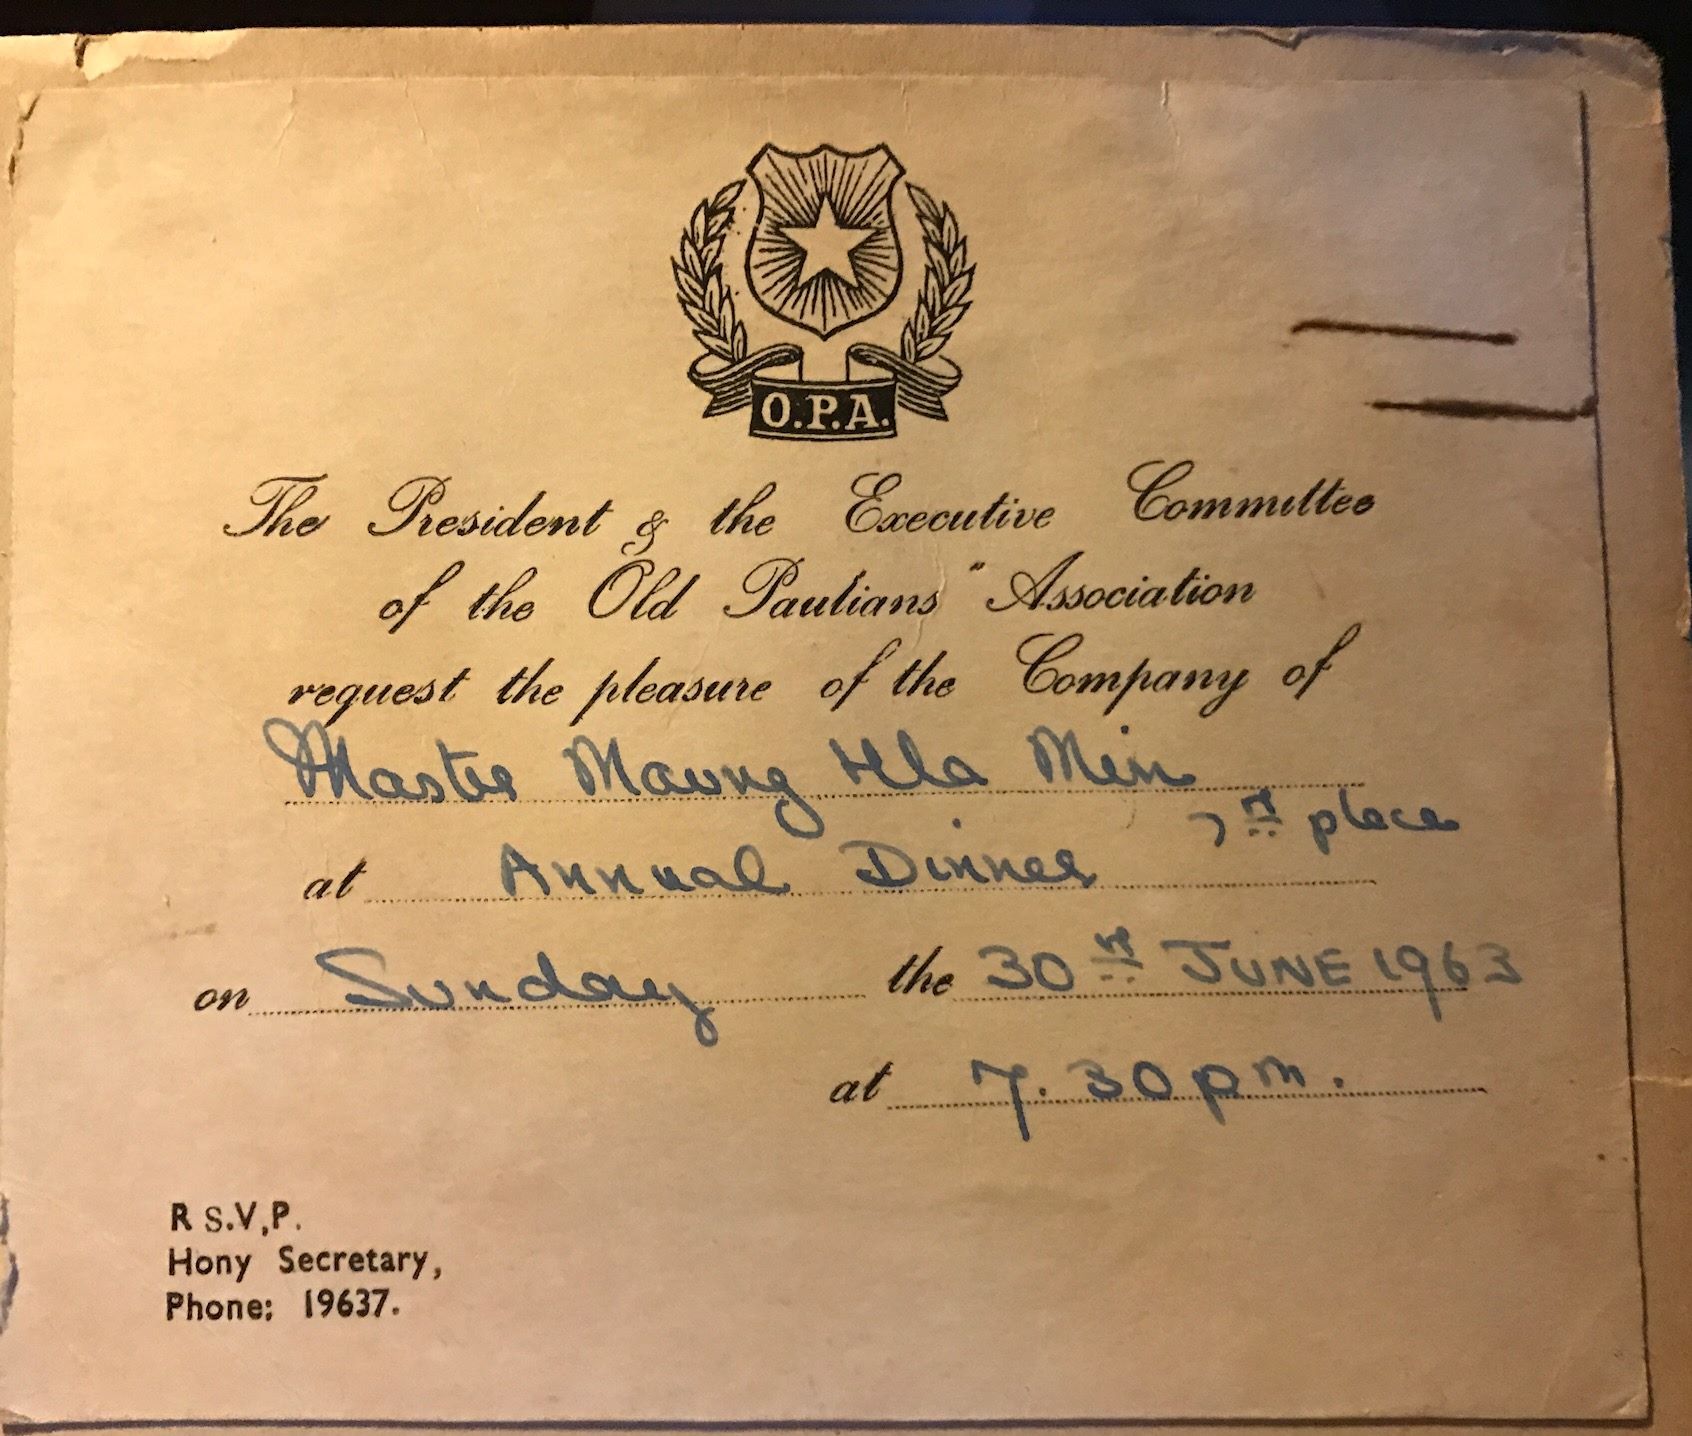 O.P.A.
The President & the Executive Committee
of the Old Paulians" Association
request the pleasure of the Company of
Master Maung Hla Min
7th place
at Annual Dinner
on Sunday the 30th JUNE 1963
at 7.30 pm.
R S.V,P.
Hony Secretary,
Phone: 19637.